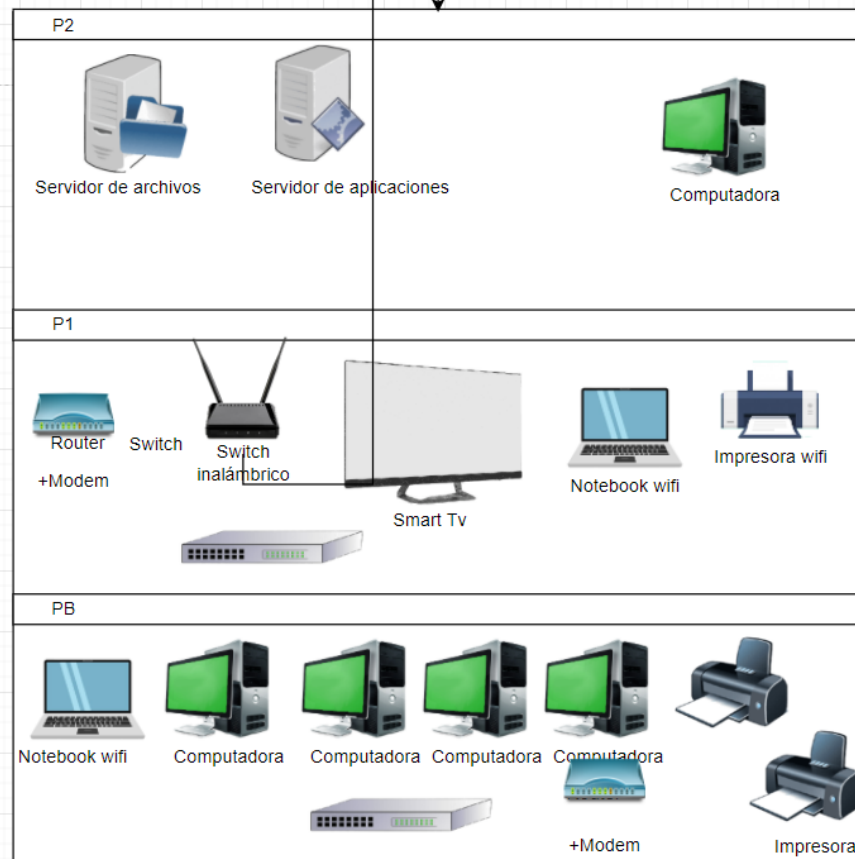 P2
Servidor de archivos
Servidor de aplicaciones
Computadora
P1
Router
+Modem
Switch
Switch
inalámbrico
Smart Tv
Notebook wifi
Impresora wifi
PB
Notebook wifi
Computadora
Computadora
Computadora
Computadora
+Modem
Impresora